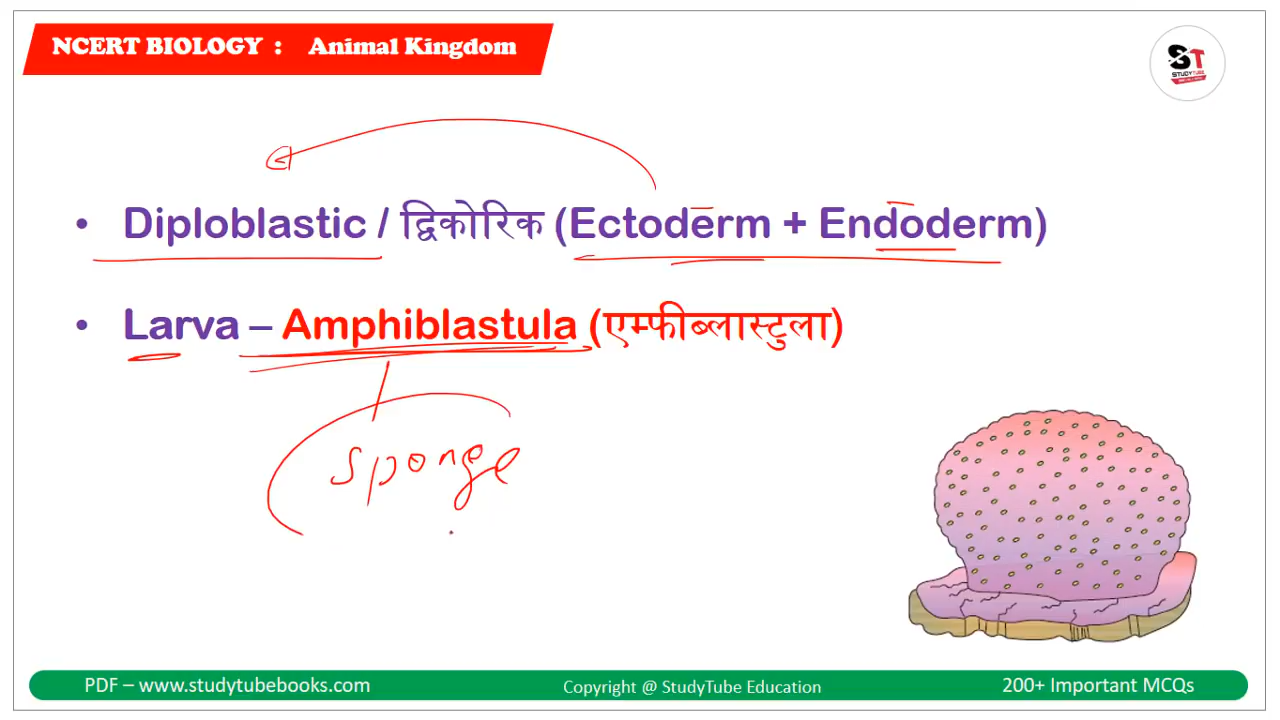 NCERT BIOLOGY : Animal Kingdom
ST
STUDYTUBE
• Diploblastic / द्विकोरिक (Ectoderm + Endoderm)
• Larva – Amphiblastula (एम्फीब्लास्टुला)
sponge
PDF – www.studytubebooks.com
Copyright @ StudyTube Education
200+ Important MCQs